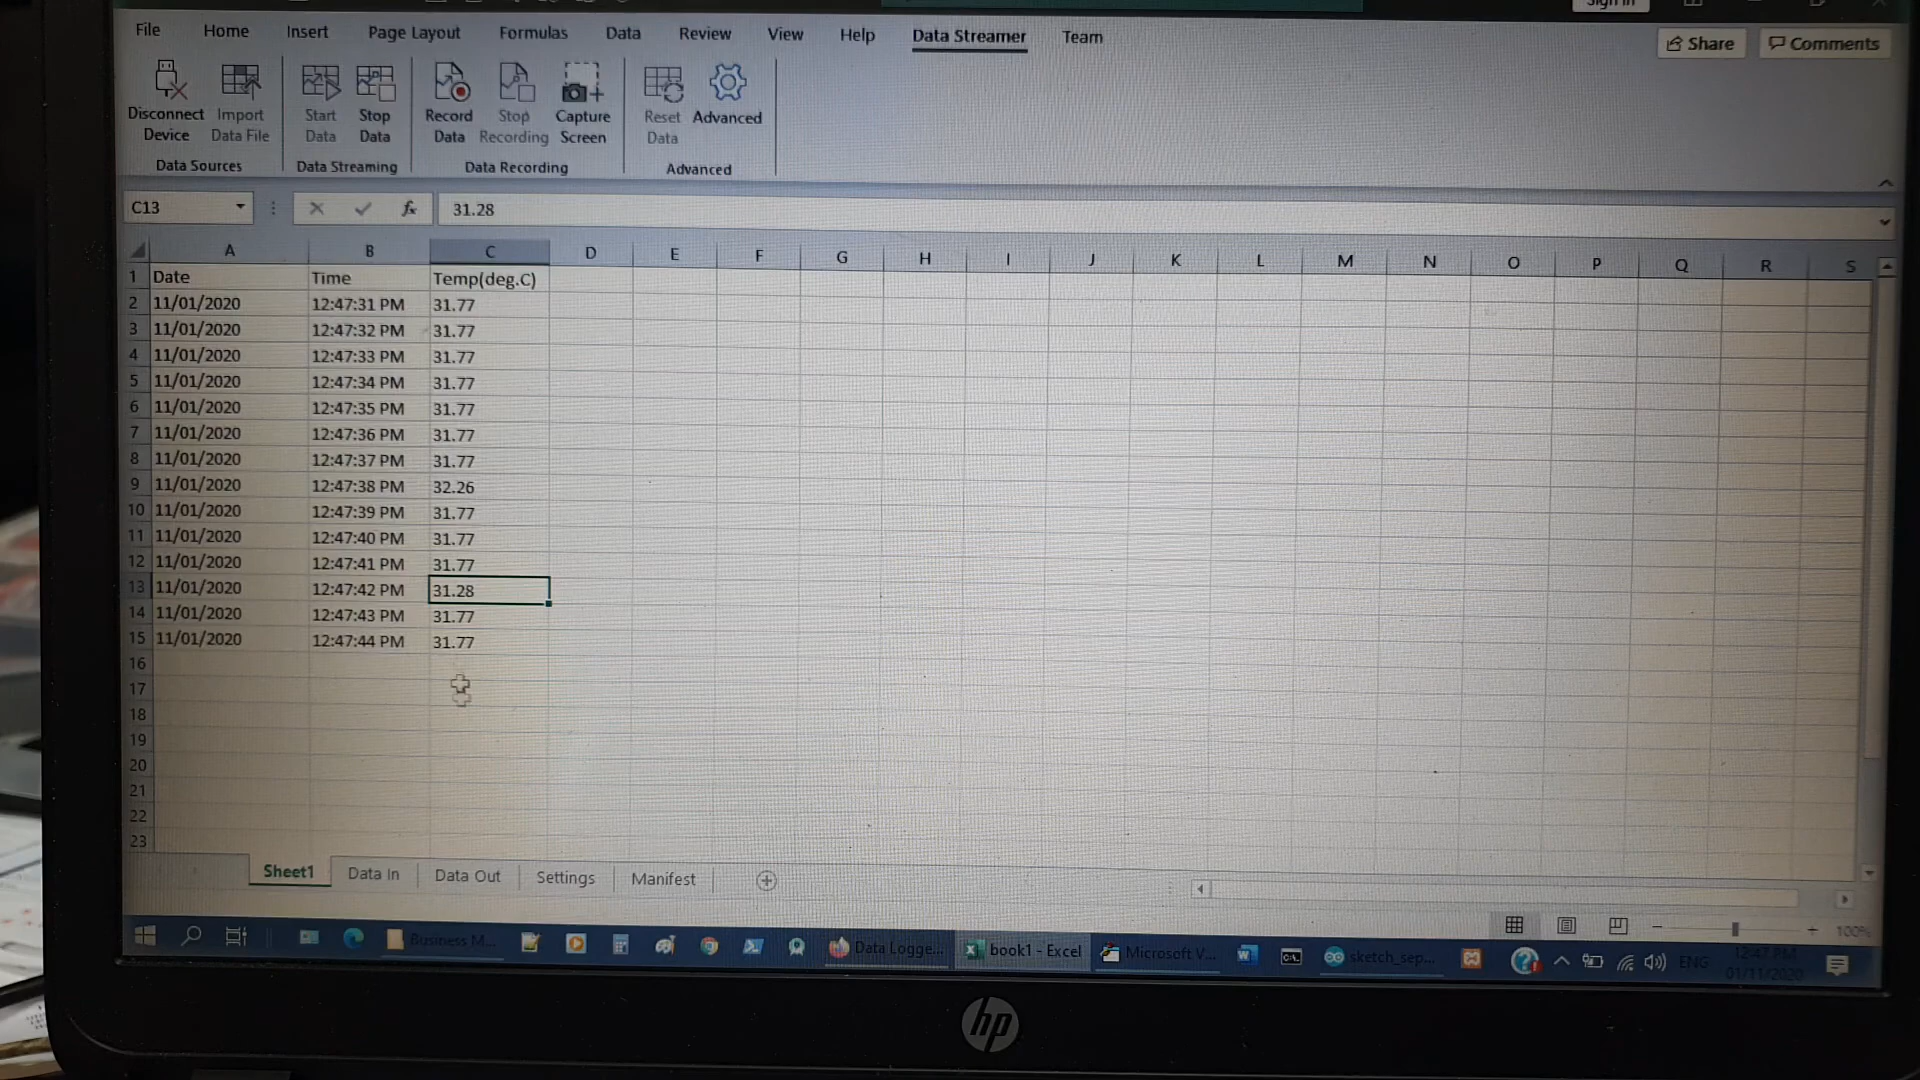 Sign in
File Home Insert Page Layout Formulas Data Review View Help Data Streamer Team Share Comments
Disconnect Device Import Data File Start Data Stop Data Record Data Stop Recording Capture Screen Reset Data Advanced
Data Sources Data Streaming Data Recording Advanced
C13 fx 31.28
A B C D E F G H I J K L M N O P Q R S
1 Date Time Temp(deg.C)
2 11/01/2020 12:47:31 PM 31.77
3 11/01/2020 12:47:32 PM 31.77
4 11/01/2020 12:47:33 PM 31.77
5 11/01/2020 12:47:34 PM 31.77
6 11/01/2020 12:47:35 PM 31.77
7 11/01/2020 12:47:36 PM 31.77
8 11/01/2020 12:47:37 PM 31.77
9 11/01/2020 12:47:38 PM 32.26
10 11/01/2020 12:47:39 PM 31.77
11 11/01/2020 12:47:40 PM 31.77
12 11/01/2020 12:47:41 PM 31.77
13 11/01/2020 12:47:42 PM 31.28
14 11/01/2020 12:47:43 PM 31.77
15 11/01/2020 12:47:44 PM 31.77
16
17
18
19
20
21
22
23
Sheet1 Data In Data Out Settings Manifest
100%
Business M... Data Logge... book1 - Excel Microsoft V... sketch_sep... ENG 12:47 PM
01/11/2020
hp